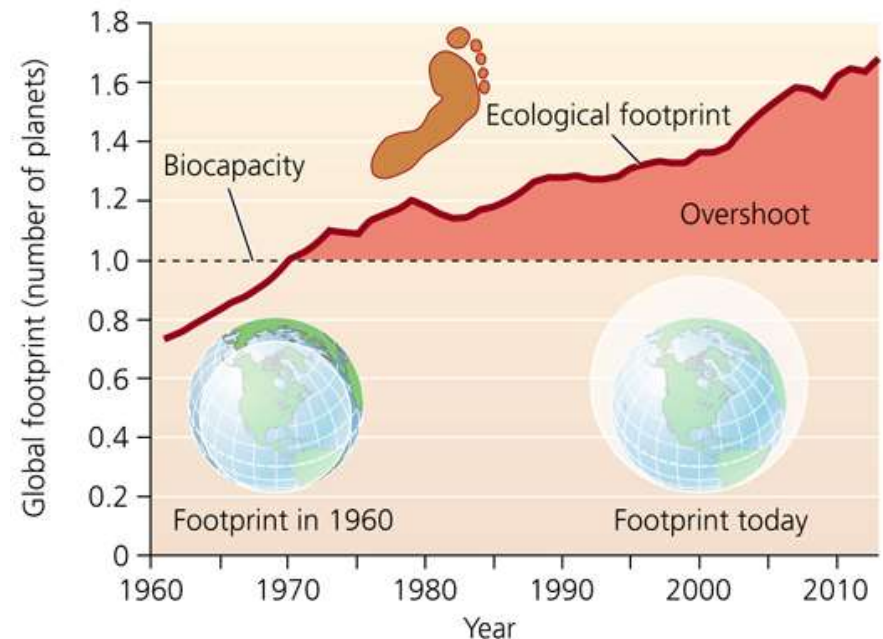 Global footprint (number of planets)
1.8
1.6
1.4
1.2
1.0
0.8
0.6
0.4
0.2
0
Ecological footprint
Biocapacity
Overshoot
Footprint in 1960
Footprint today
1960 1970 1980 1990 2000 2010
Year